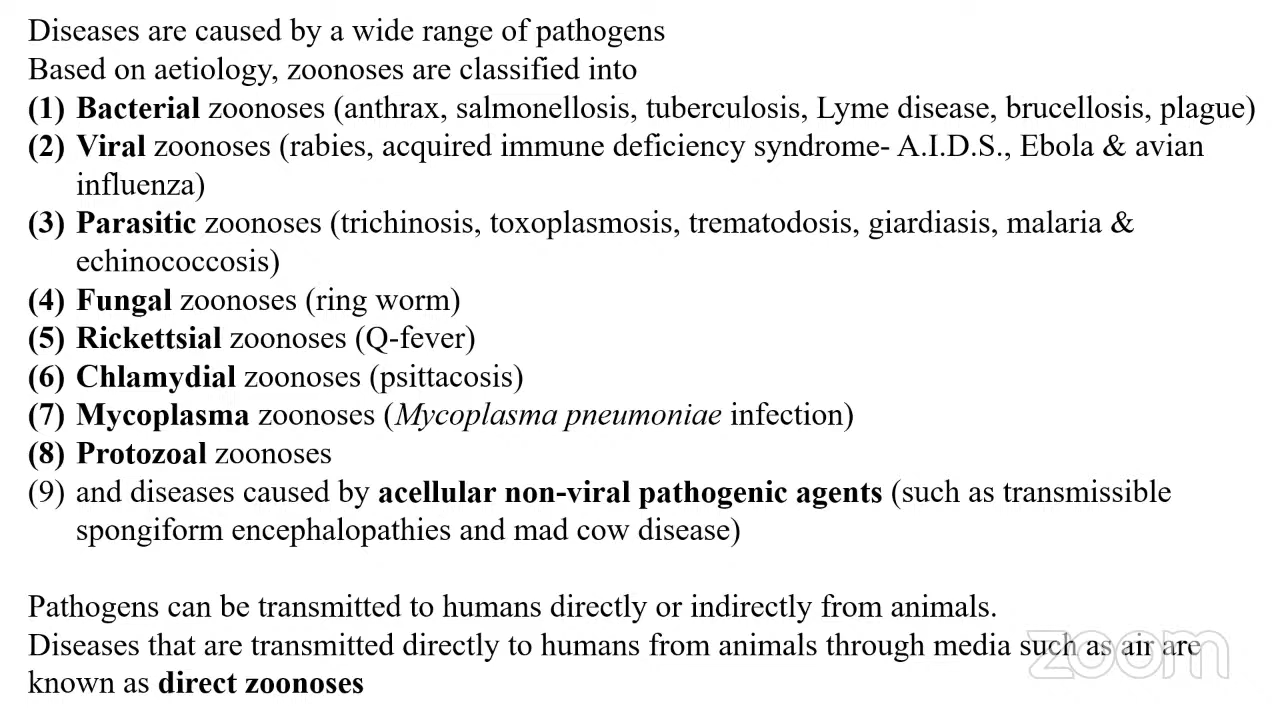 Diseases are caused by a wide range of pathogens
Based on aetiology, zoonoses are classified into
(1) Bacterial zoonoses (anthrax, salmonellosis, tuberculosis, Lyme disease, brucellosis, plague)
(2) Viral zoonoses (rabies, acquired immune deficiency syndrome- A.I.D.S., Ebola & avian
influenza)
(3) Parasitic zoonoses (trichinosis, toxoplasmosis, trematodosis, giardiasis, malaria &
echinococcosis)
(4) Fungal zoonoses (ring worm)
(5) Rickettsial zoonoses (Q-fever)
(6) Chlamydial zoonoses (psittacosis)
(7) Mycoplasma zoonoses (Mycoplasma pneumoniae infection)
(8) Protozoal zoonoses
(9) and diseases caused by acellular non-viral pathogenic agents (such as transmissible
spongiform encephalopathies and mad cow disease)
Pathogens can be transmitted to humans directly or indirectly from animals.
Diseases that are transmitted directly to humans from animals through media such as air are
known as direct zoonoses
zoom